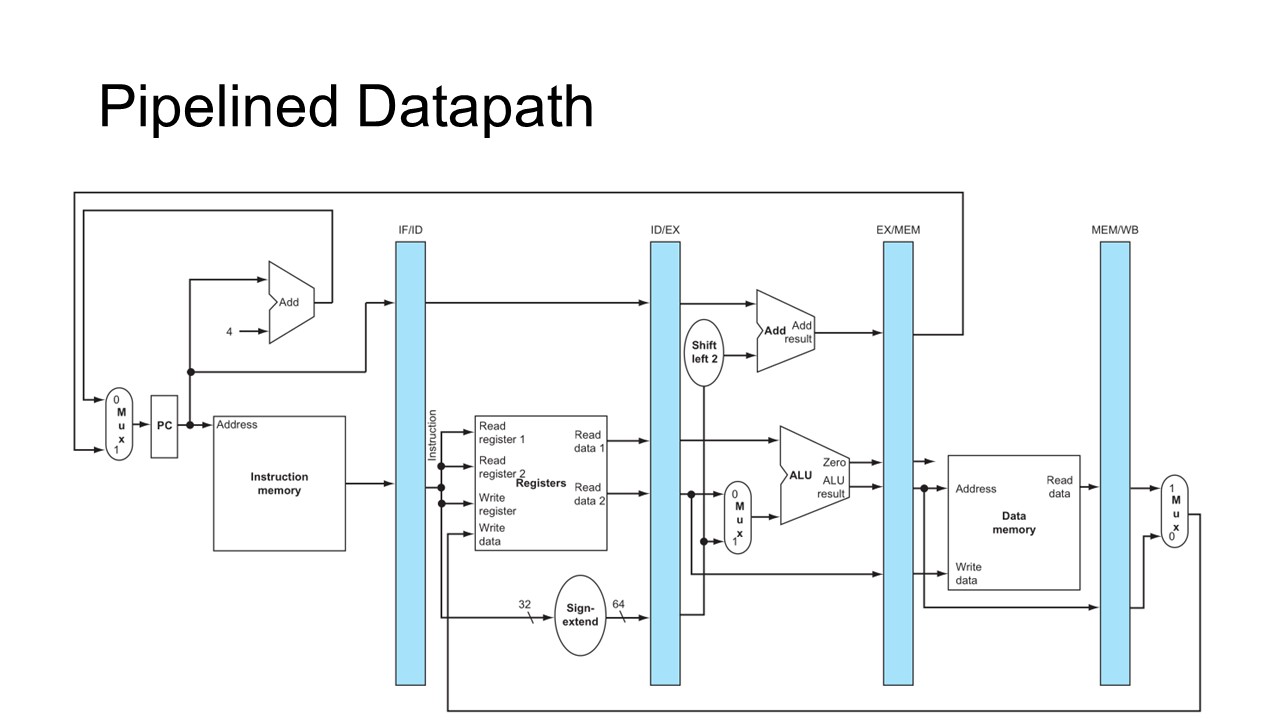 Pipelined Datapath
IF/ID
ID/EX
EX/MEM
MEM/WB
Add
4
0
M
u
x
1
PC
Address
Instruction
memory
Instruction
Read
register 1
Read
register 2
Write
register
Write
data
Registers
Read
data 1
Read
data 2
32
Sign-
extend
64
Shift
left 2
Add
Add
result
0
M
u
x
1
ALU
Zero
ALU
result
Address
Read
data
Data
memory
Write
data
1
M
u
x
0